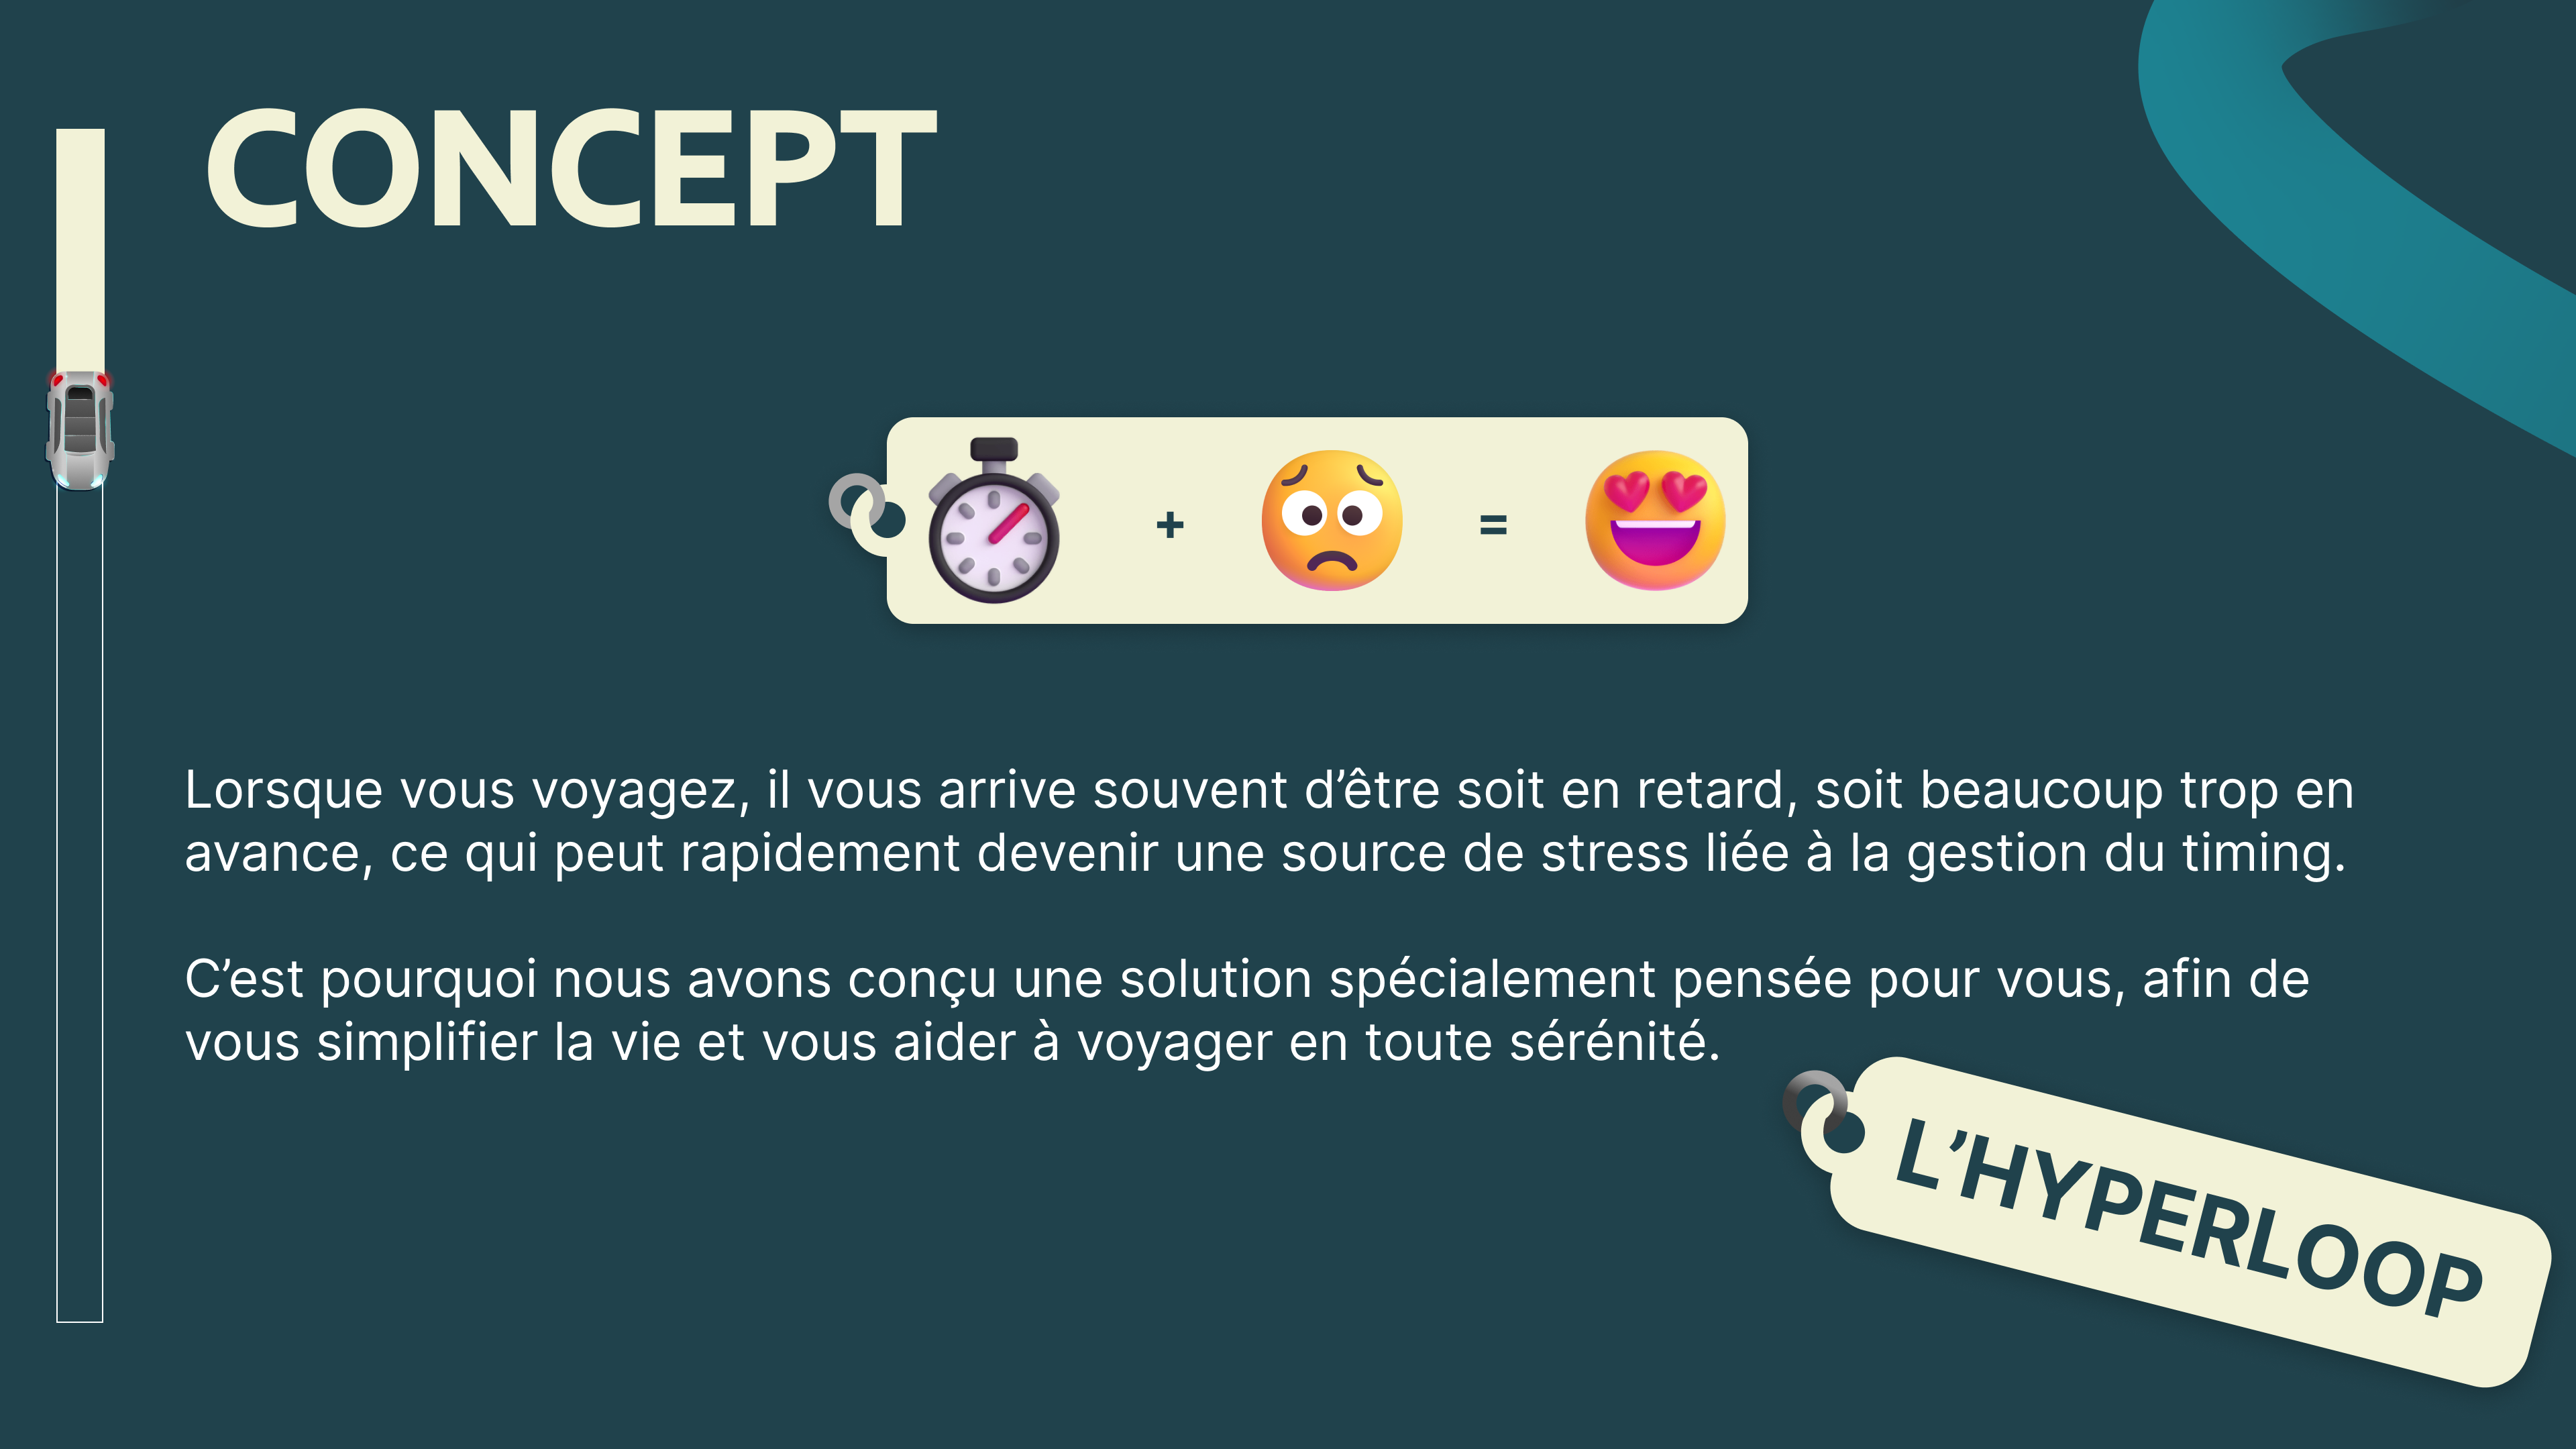 CONCEPT
+ =
Lorsque vous voyagez, il vous arrive souvent d’être soit en retard, soit beaucoup trop en
avance, ce qui peut rapidement devenir une source de stress liée à la gestion du timing.
C’est pourquoi nous avons conçu une solution spécialement pensée pour vous, afin de
vous simplifier la vie et vous aider à voyager en toute sérénité.
L’HYPERLOOP